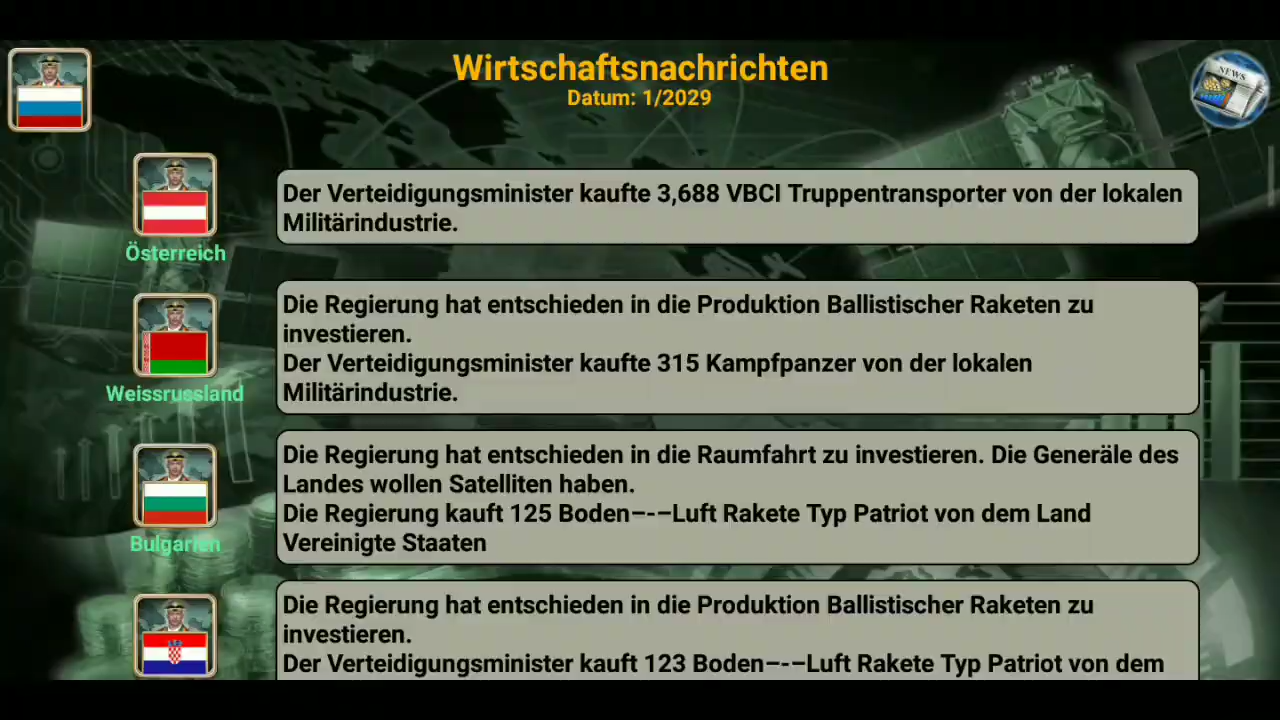 Wirtschaftsnachrichten
Datum: 1/2029
NEWS
Der Verteidigungsminister kaufte 3,688 VBCI Truppentransporter von der lokalen
Militärindustrie.
Österreich
Die Regierung hat entschieden in die Produktion Ballistischer Raketen zu
investieren.
Der Verteidigungsminister kaufte 315 Kampfpanzer von der lokalen
Militärindustrie.
Weissrussland
Die Regierung hat entschieden in die Raumfahrt zu investieren. Die Generäle des
Landes wollen Satelliten haben.
Die Regierung kauft 125 Boden–-–Luft Rakete Typ Patriot von dem Land
Vereinigte Staaten
Bulgarien
Die Regierung hat entschieden in die Produktion Ballistischer Raketen zu
investieren.
Der Verteidigungsminister kauft 123 Boden–-–Luft Rakete Typ Patriot von dem